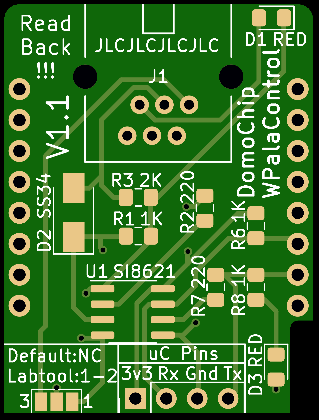 Read
Back
!!!
JLCJLCJLCJLC
D1 RED
J1
V1.1
DomoChip
WPalaControl
D2 SS34
R3 2K
R1 1K
R2 220
R6 1K
U1 SI8621
R7 220
R8 1K
D3 RED
Default:NC
Labtool:1-2
3
1
uC Pins
3v3 Rx Gnd Tx